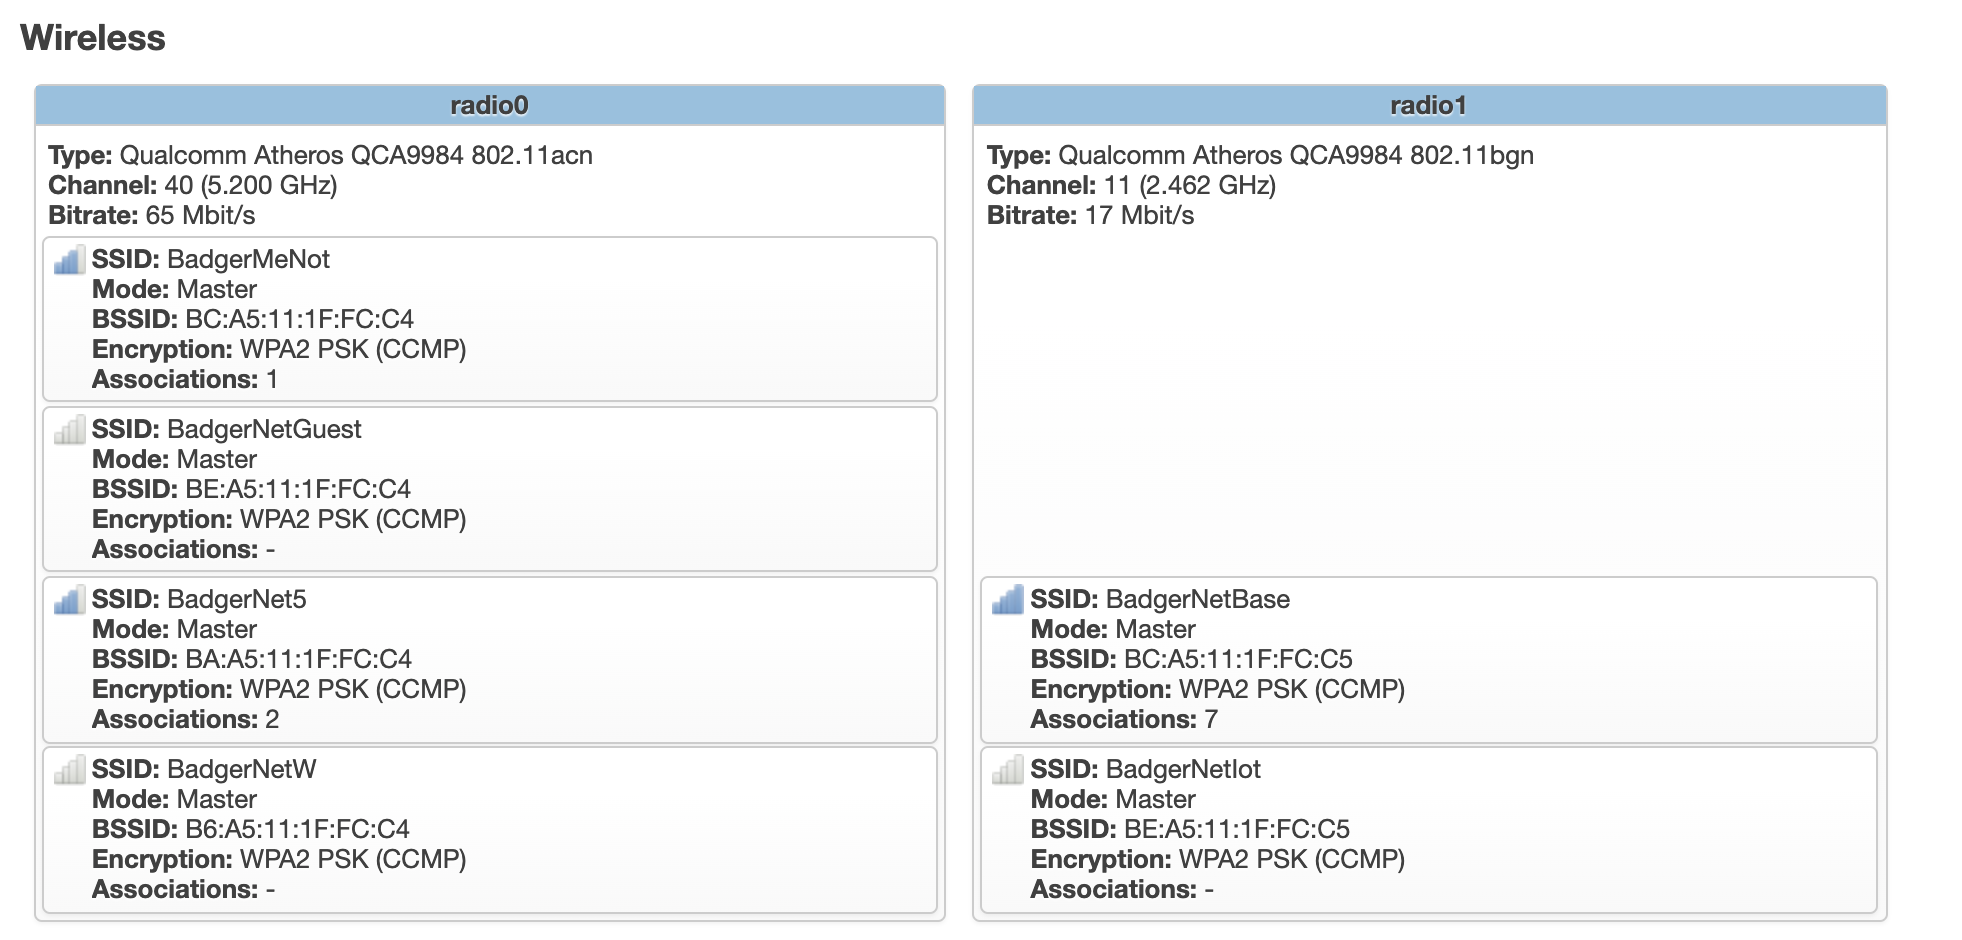 Wireless
radio0
Type: Qualcomm Atheros QCA9984 802.11acn
Channel: 40 (5.200 GHz)
Bitrate: 65 Mbit/s
SSID: BadgerMeNot
Mode: Master
BSSID: BC:A5:11:1F:FC:C4
Encryption: WPA2 PSK (CCMP)
Associations: 1
SSID: BadgerNetGuest
Mode: Master
BSSID: BE:A5:11:1F:FC:C4
Encryption: WPA2 PSK (CCMP)
Associations: -
SSID: BadgerNet5
Mode: Master
BSSID: BA:A5:11:1F:FC:C4
Encryption: WPA2 PSK (CCMP)
Associations: 2
SSID: BadgerNetW
Mode: Master
BSSID: B6:A5:11:1F:FC:C4
Encryption: WPA2 PSK (CCMP)
Associations: -
radio1
Type: Qualcomm Atheros QCA9984 802.11bgn
Channel: 11 (2.462 GHz)
Bitrate: 17 Mbit/s
SSID: BadgerNetBase
Mode: Master
BSSID: BC:A5:11:1F:FC:C5
Encryption: WPA2 PSK (CCMP)
Associations: 7
SSID: BadgerNetIot
Mode: Master
BSSID: BE:A5:11:1F:FC:C5
Encryption: WPA2 PSK (CCMP)
Associations: -